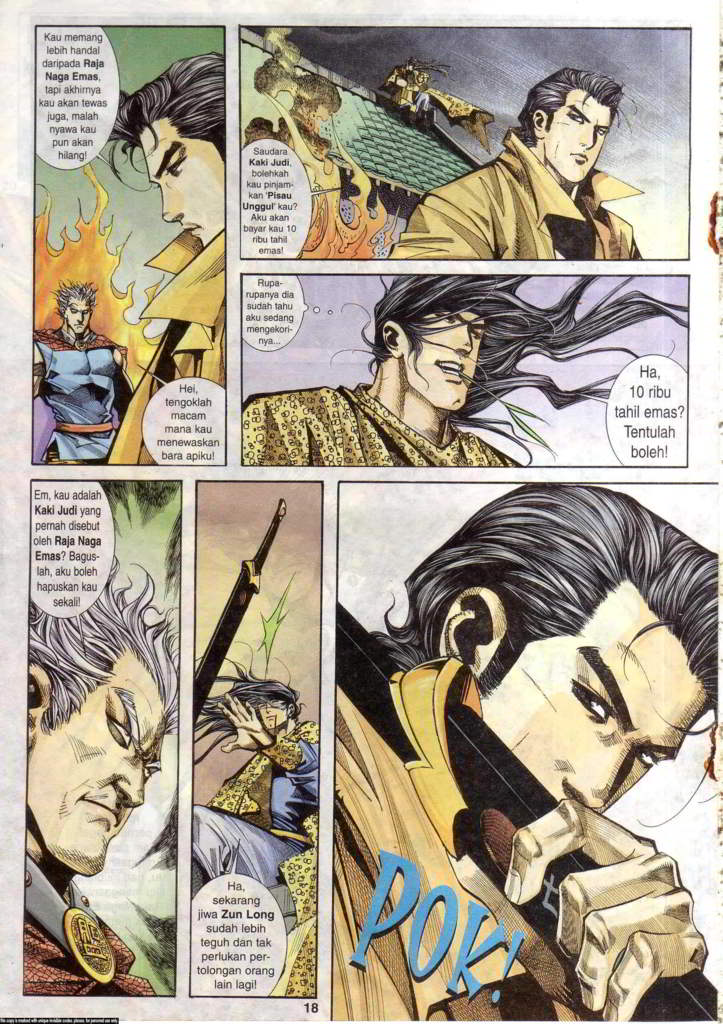 Kau memang
lebih handal
daripada Raja
Naga Emas,
tapi akhirnya
kau akan tewas
juga, malah
nyawa kau
pun akan
hilang!
Hei,
tengoklah
macam
mana kau
menewaskan
bara apiku!
Saudara
Kaki Judi,
bolehkah
kau pinjam-
kan 'Pisau
Unggul' kau?
Aku akan
bayar kau 10
ribu tahil
emas!
Rupa-
rupanya dia
sudah tahu
aku sedang
mengekori-
nya...
Ha,
10 ribu
tahil emas?
Tentulah
boleh!
Em, kau adalah
Kaki Judi yang
pernah disebut
oleh Raja Naga
Emas? Bagus-
lah, aku boleh
hapuskan kau
sekali!
Ha,
sekarang
jiwa Zun Long
sudah lebih
teguh dan tak
perlukan per-
tolongan orang
lain lagi!
POK!
18